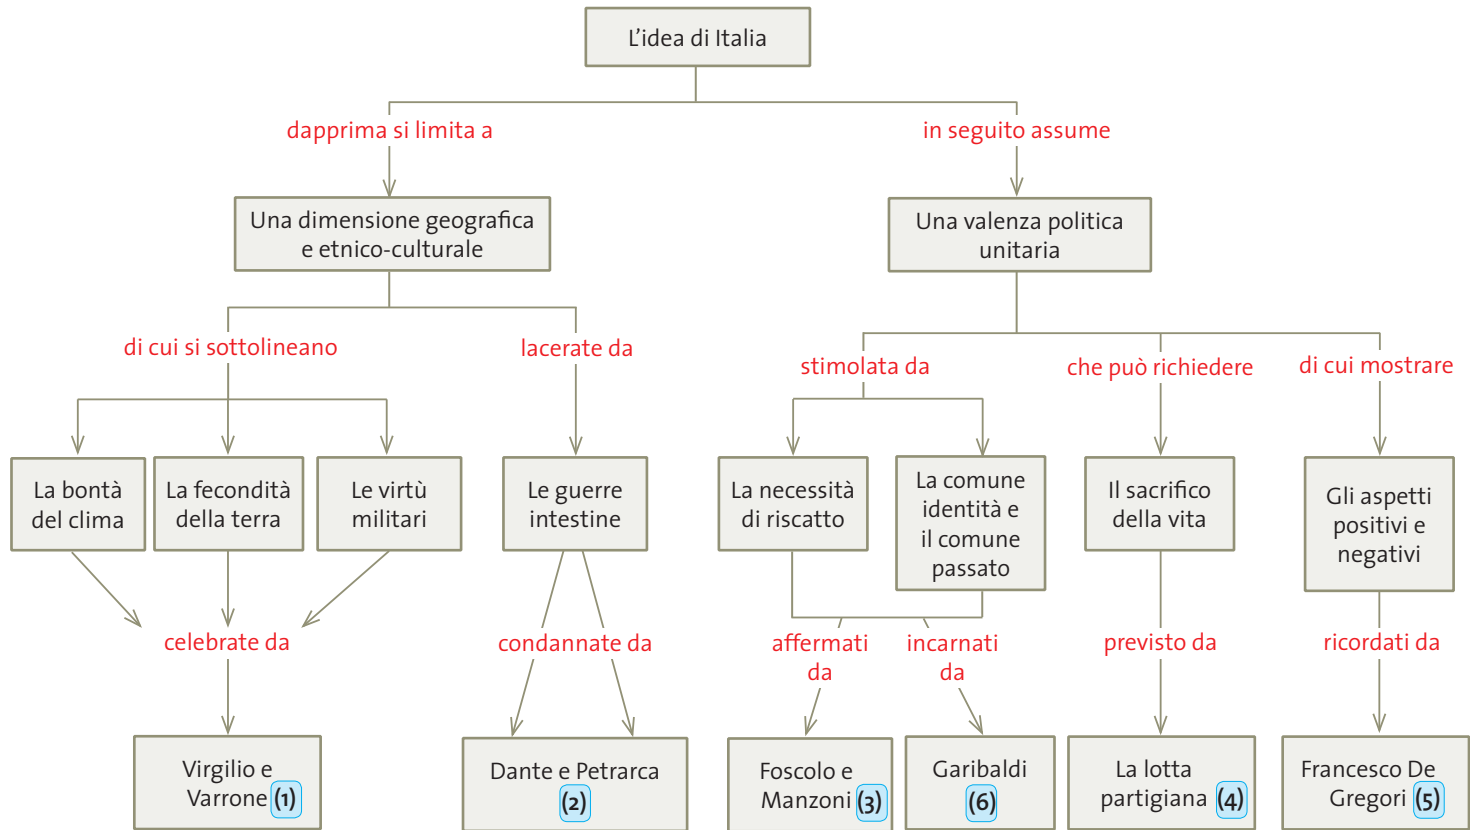 L'idea di Italia
dapprima si limita a
in seguito assume
Una dimensione geografica
e etnico-culturale
Una valenza politica
unitaria
di cui si sottolineano
lacerate da
stimolata da
che può richiedere
di cui mostrare
La bontà
del clima
La fecondità
della terra
Le virtù
militari
Le guerre
intestine
La necessità
di riscatto
La comune
identità e
il comune
passato
Il sacrifico
della vita
Gli aspetti
positivi e
negativi
celebrate da
condannate da
affermati
da
incarnati
da
previsto da
ricordati da
Virgilio e
Varrone (1)
Dante e Petrarca
(2)
Foscolo e
Manzoni (3)
Garibaldi
(6)
La lotta
partigiana (4)
Francesco De
Gregori (5)